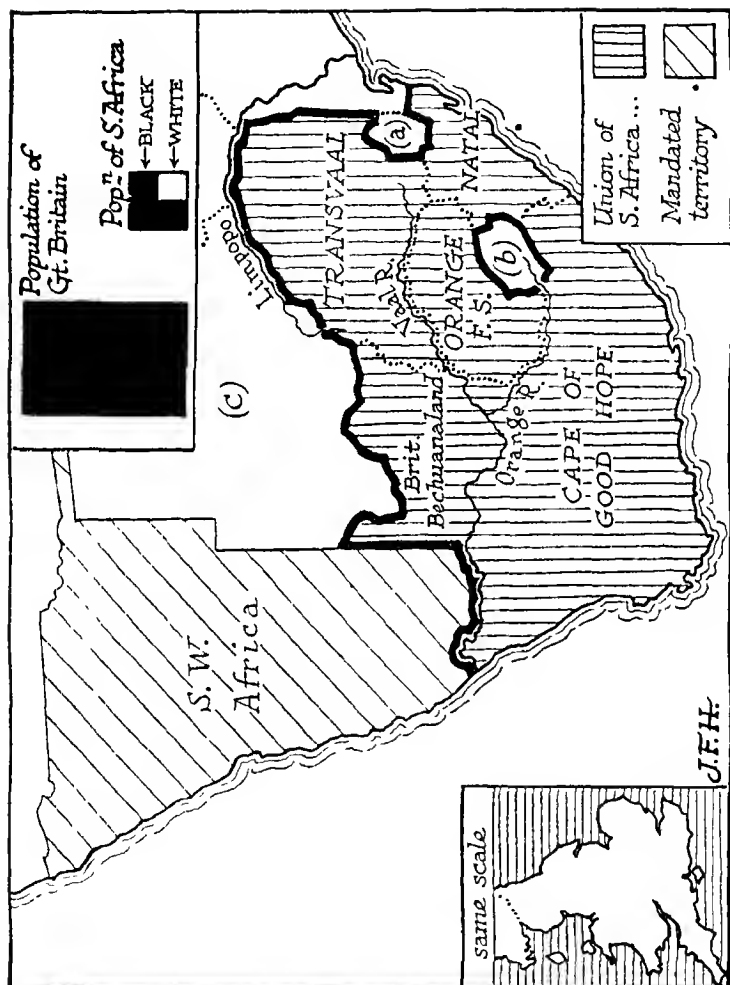 Population of
Gt. Britain
Popⁿ of S. Africa
←BLACK
←WHITE
Limpopo
(c)
TRANSVAAL
(a)
Vaal R.
NATAL
ORANGE
F. S.
(b)
Brit.
Bechuanaland
Orange R.
CAPE OF
GOOD HOPE
S. W.
Africa
Union of
S. Africa ...
Mandated
territory .
same scale
J.F.H.